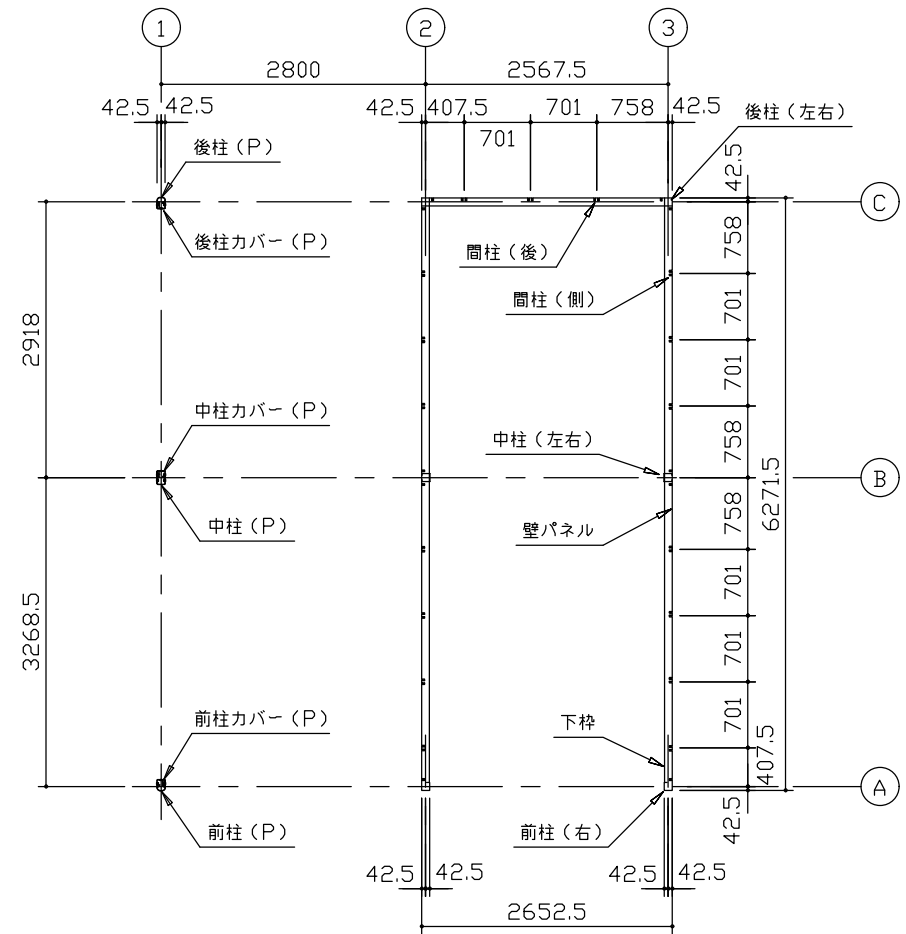 1
2
3
2800
2567.5
42.5
42.5
42.5
407.5
701
701
758
42.5
後柱（左右）
後柱（P）
42.5
C
後柱カバー（P）
間柱（後）
758
間柱（側）
701
2918
701
中柱カバー（P）
中柱（左右）
758
B
6271.5
中柱（P）
壁パネル
758
701
3268.5
701
前柱カバー（P）
下枠
701
407.5
A
前柱（P）
前柱（右）
42.5
42.5
42.5
42.5
42.5
2652.5